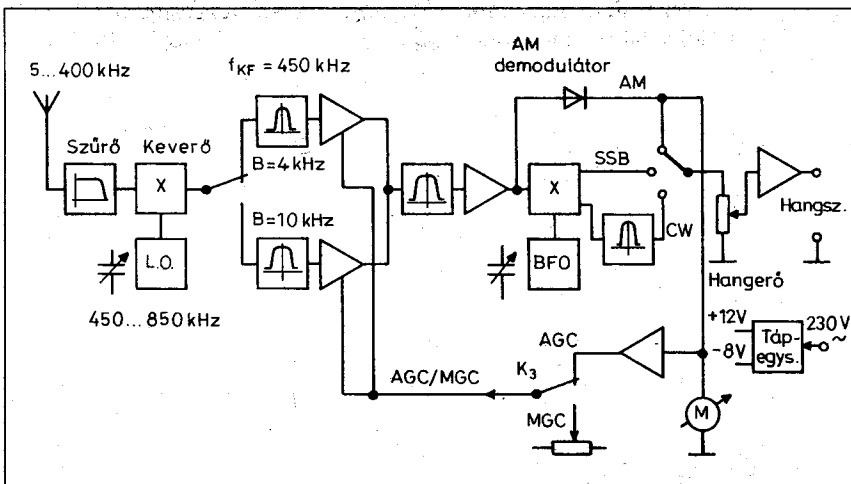 AM
demodulátor
5...400 kHz
f_KF = 450 kHz
AM
Szűrő
Keverő
B=4 kHz
SSB
X
X
B=10 kHz
CW
Hangsz.
L.O.
BFO
Hangerő
450...850 kHz
+12V
230 V
~
-8V
Táp-
egys.
AGC
K3
AGC/MGC
MGC
M